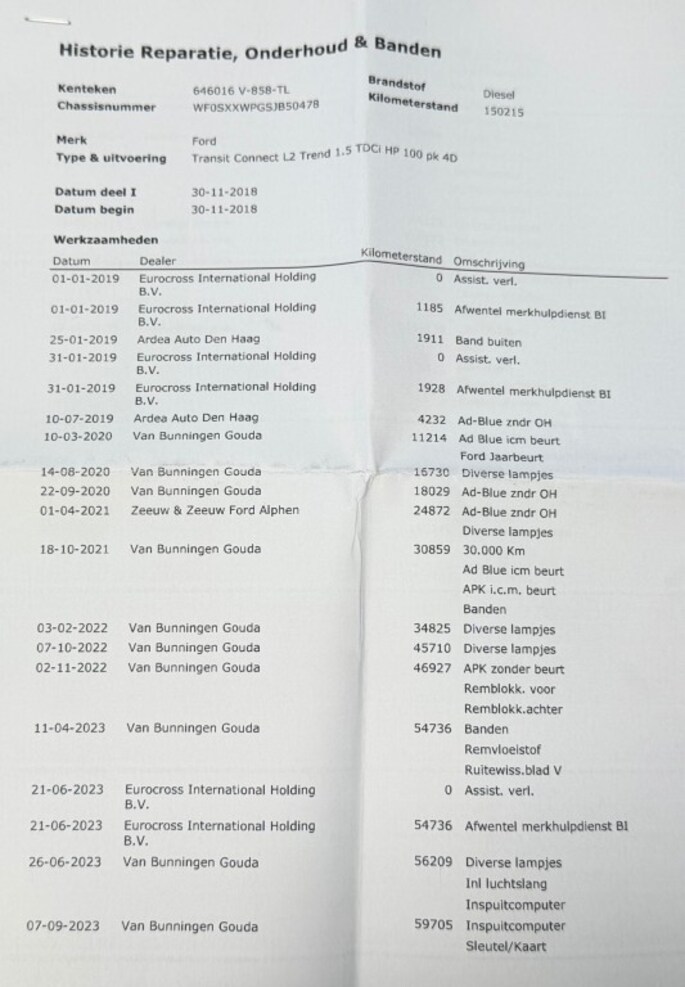 Historie Reparatie, Onderhoud & Banden
Kenteken 646016 V-858-TL Brandstof Diesel
Chassisnummer WF0SXXWPGSJB50478 Kilometerstand 150215
Merk Ford
Type & uitvoering Transit Connect L2 Trend 1.5 TDCi HP 100 pk 4D
Datum deel I 30-11-2018
Datum begin 30-11-2018
Werkzaamheden
Datum Dealer Kilometerstand Omschrijving
01-01-2019 Eurocross International Holding 0 Assist. verl.
B.V.
01-01-2019 Eurocross International Holding 1185 Afwentel merkhulpdienst BI
B.V.
25-01-2019 Ardea Auto Den Haag 1911 Band buiten
31-01-2019 Eurocross International Holding 0 Assist. verl.
B.V.
31-01-2019 Eurocross International Holding 1928 Afwentel merkhulpdienst BI
B.V.
10-07-2019 Ardea Auto Den Haag 4232 Ad-Blue zndr OH
10-03-2020 Van Bunningen Gouda 11214 Ad Blue icm beurt
Ford Jaarbeurt
14-08-2020 Van Bunningen Gouda 16730 Diverse lampjes
22-09-2020 Van Bunningen Gouda 18029 Ad-Blue zndr OH
01-04-2021 Zeeuw & Zeeuw Ford Alphen 24872 Ad-Blue zndr OH
Diverse lampjes
18-10-2021 Van Bunningen Gouda 30859 30.000 Km
Ad Blue icm beurt
APK i.c.m. beurt
Banden
03-02-2022 Van Bunningen Gouda 34825 Diverse lampjes
07-10-2022 Van Bunningen Gouda 45710 Diverse lampjes
02-11-2022 Van Bunningen Gouda 46927 APK zonder beurt
Remblokk. voor
Remblokk.achter
11-04-2023 Van Bunningen Gouda 54736 Banden
Remvloeistof
Ruitewiss.blad V
21-06-2023 Eurocross International Holding 0 Assist. verl.
B.V.
21-06-2023 Eurocross International Holding 54736 Afwentel merkhulpdienst BI
B.V.
26-06-2023 Van Bunningen Gouda 56209 Diverse lampjes
Inl luchtslang
Inspuitcomputer
07-09-2023 Van Bunningen Gouda 59705 Inspuitcomputer
Sleutel/Kaart